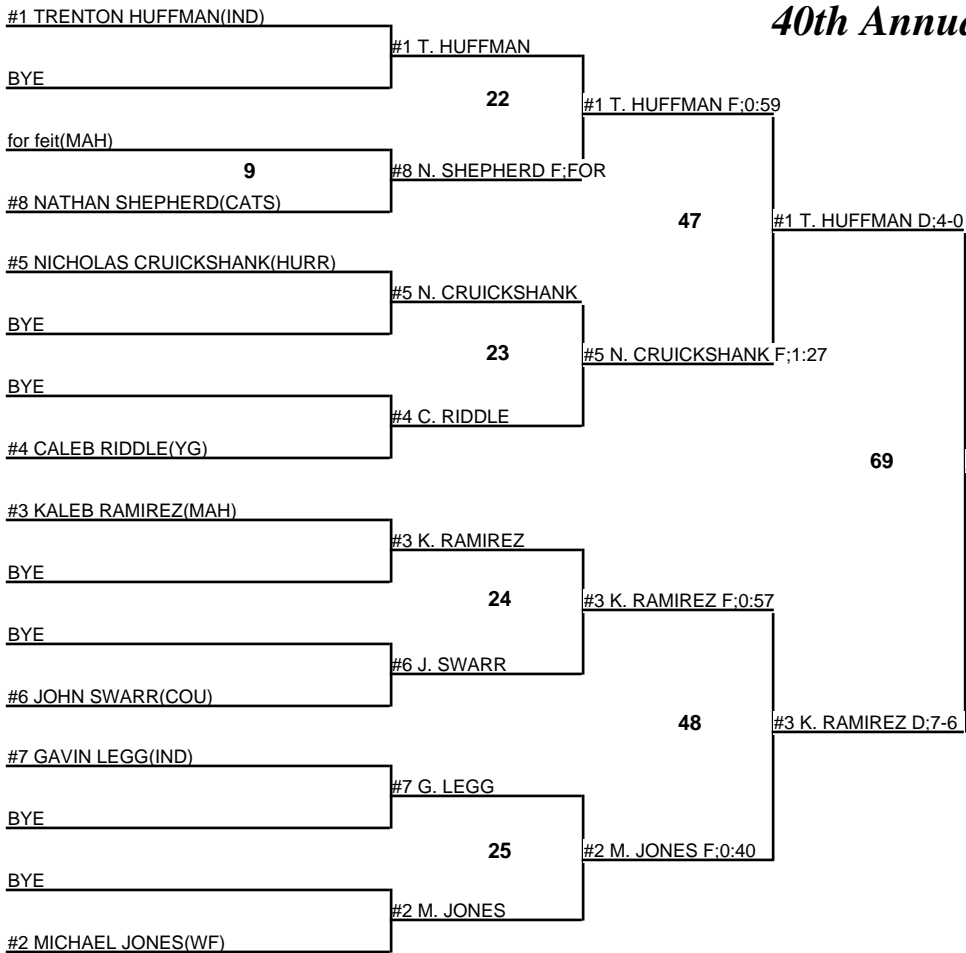 #1 TRENTON HUFFMAN(IND)
40th Annua
#1 T. HUFFMAN
BYE
22
#1 T. HUFFMAN F;0:59
for feit(MAH)
9
#8 N. SHEPHERD F;FOR
#8 NATHAN SHEPHERD(CATS)
47
#1 T. HUFFMAN D;4-0
#5 NICHOLAS CRUICKSHANK(HURR)
#5 N. CRUICKSHANK
BYE
23
#5 N. CRUICKSHANK F;1:27
BYE
#4 C. RIDDLE
#4 CALEB RIDDLE(YG)
69
#3 KALEB RAMIREZ(MAH)
#3 K. RAMIREZ
BYE
24
#3 K. RAMIREZ F;0:57
BYE
#6 J. SWARR
#6 JOHN SWARR(COU)
48
#3 K. RAMIREZ D;7-6
#7 GAVIN LEGG(IND)
#7 G. LEGG
BYE
25
#2 M. JONES F;0:40
BYE
#2 M. JONES
#2 MICHAEL JONES(WF)